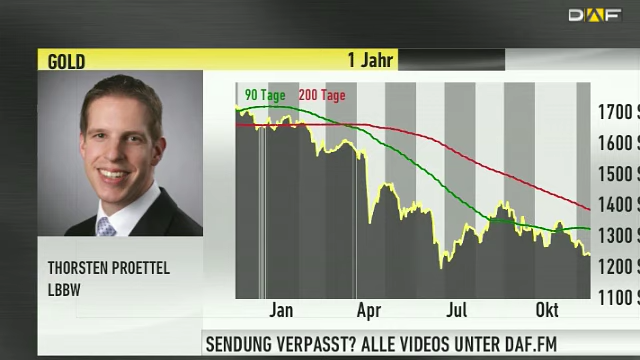 DAF
GOLD
1 Jahr
90 Tage
200 Tage
1700 $
1600 $
1500 $
1400 $
1300 $
1200 $
1100 $
Jan
Apr
Jul
Okt
THORSTEN PROETTEL
LBBW
SENDUNG VERPASST? ALLE VIDEOS UNTER DAF.FM